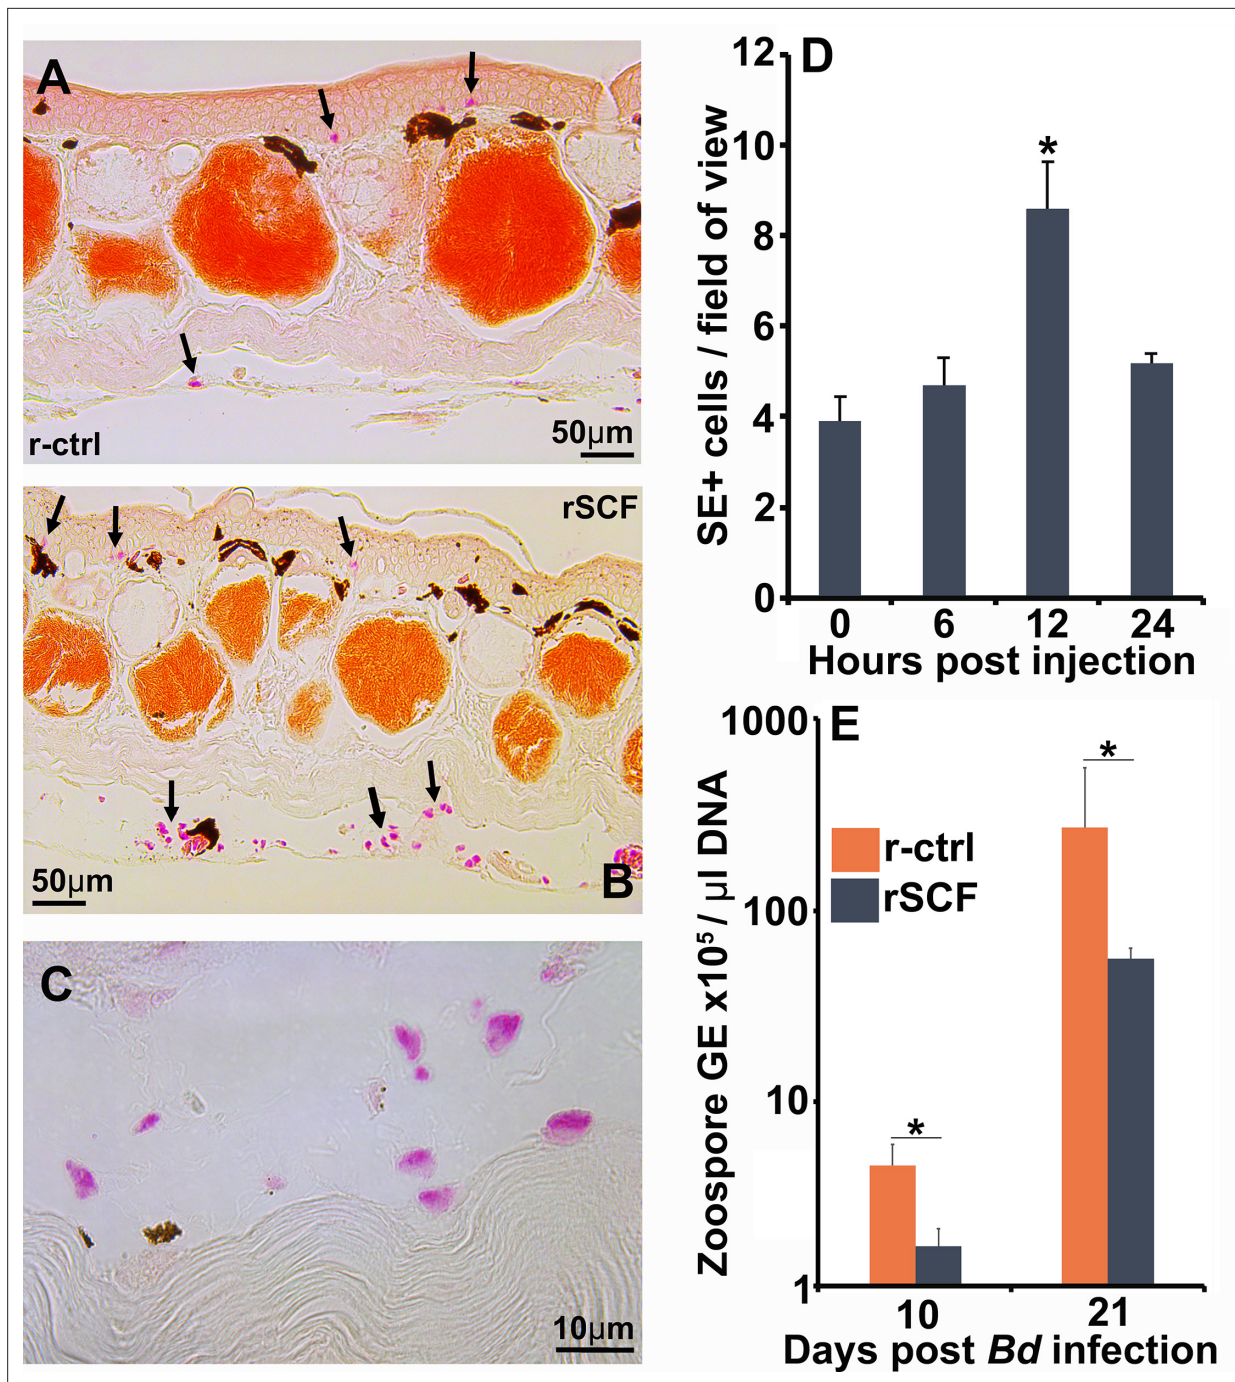 A
r-ctrl
50µm
rSCF
50µm
B
C
10µm
D
SE+ cells / field of view
12
10
8
6
4
2
0
*
0 6 12 24
Hours post injection
E
Zoospore GE x10⁵ / µl DNA
1000
100
10
1
r-ctrl
rSCF
*
*
10 21
Days post Bd infection